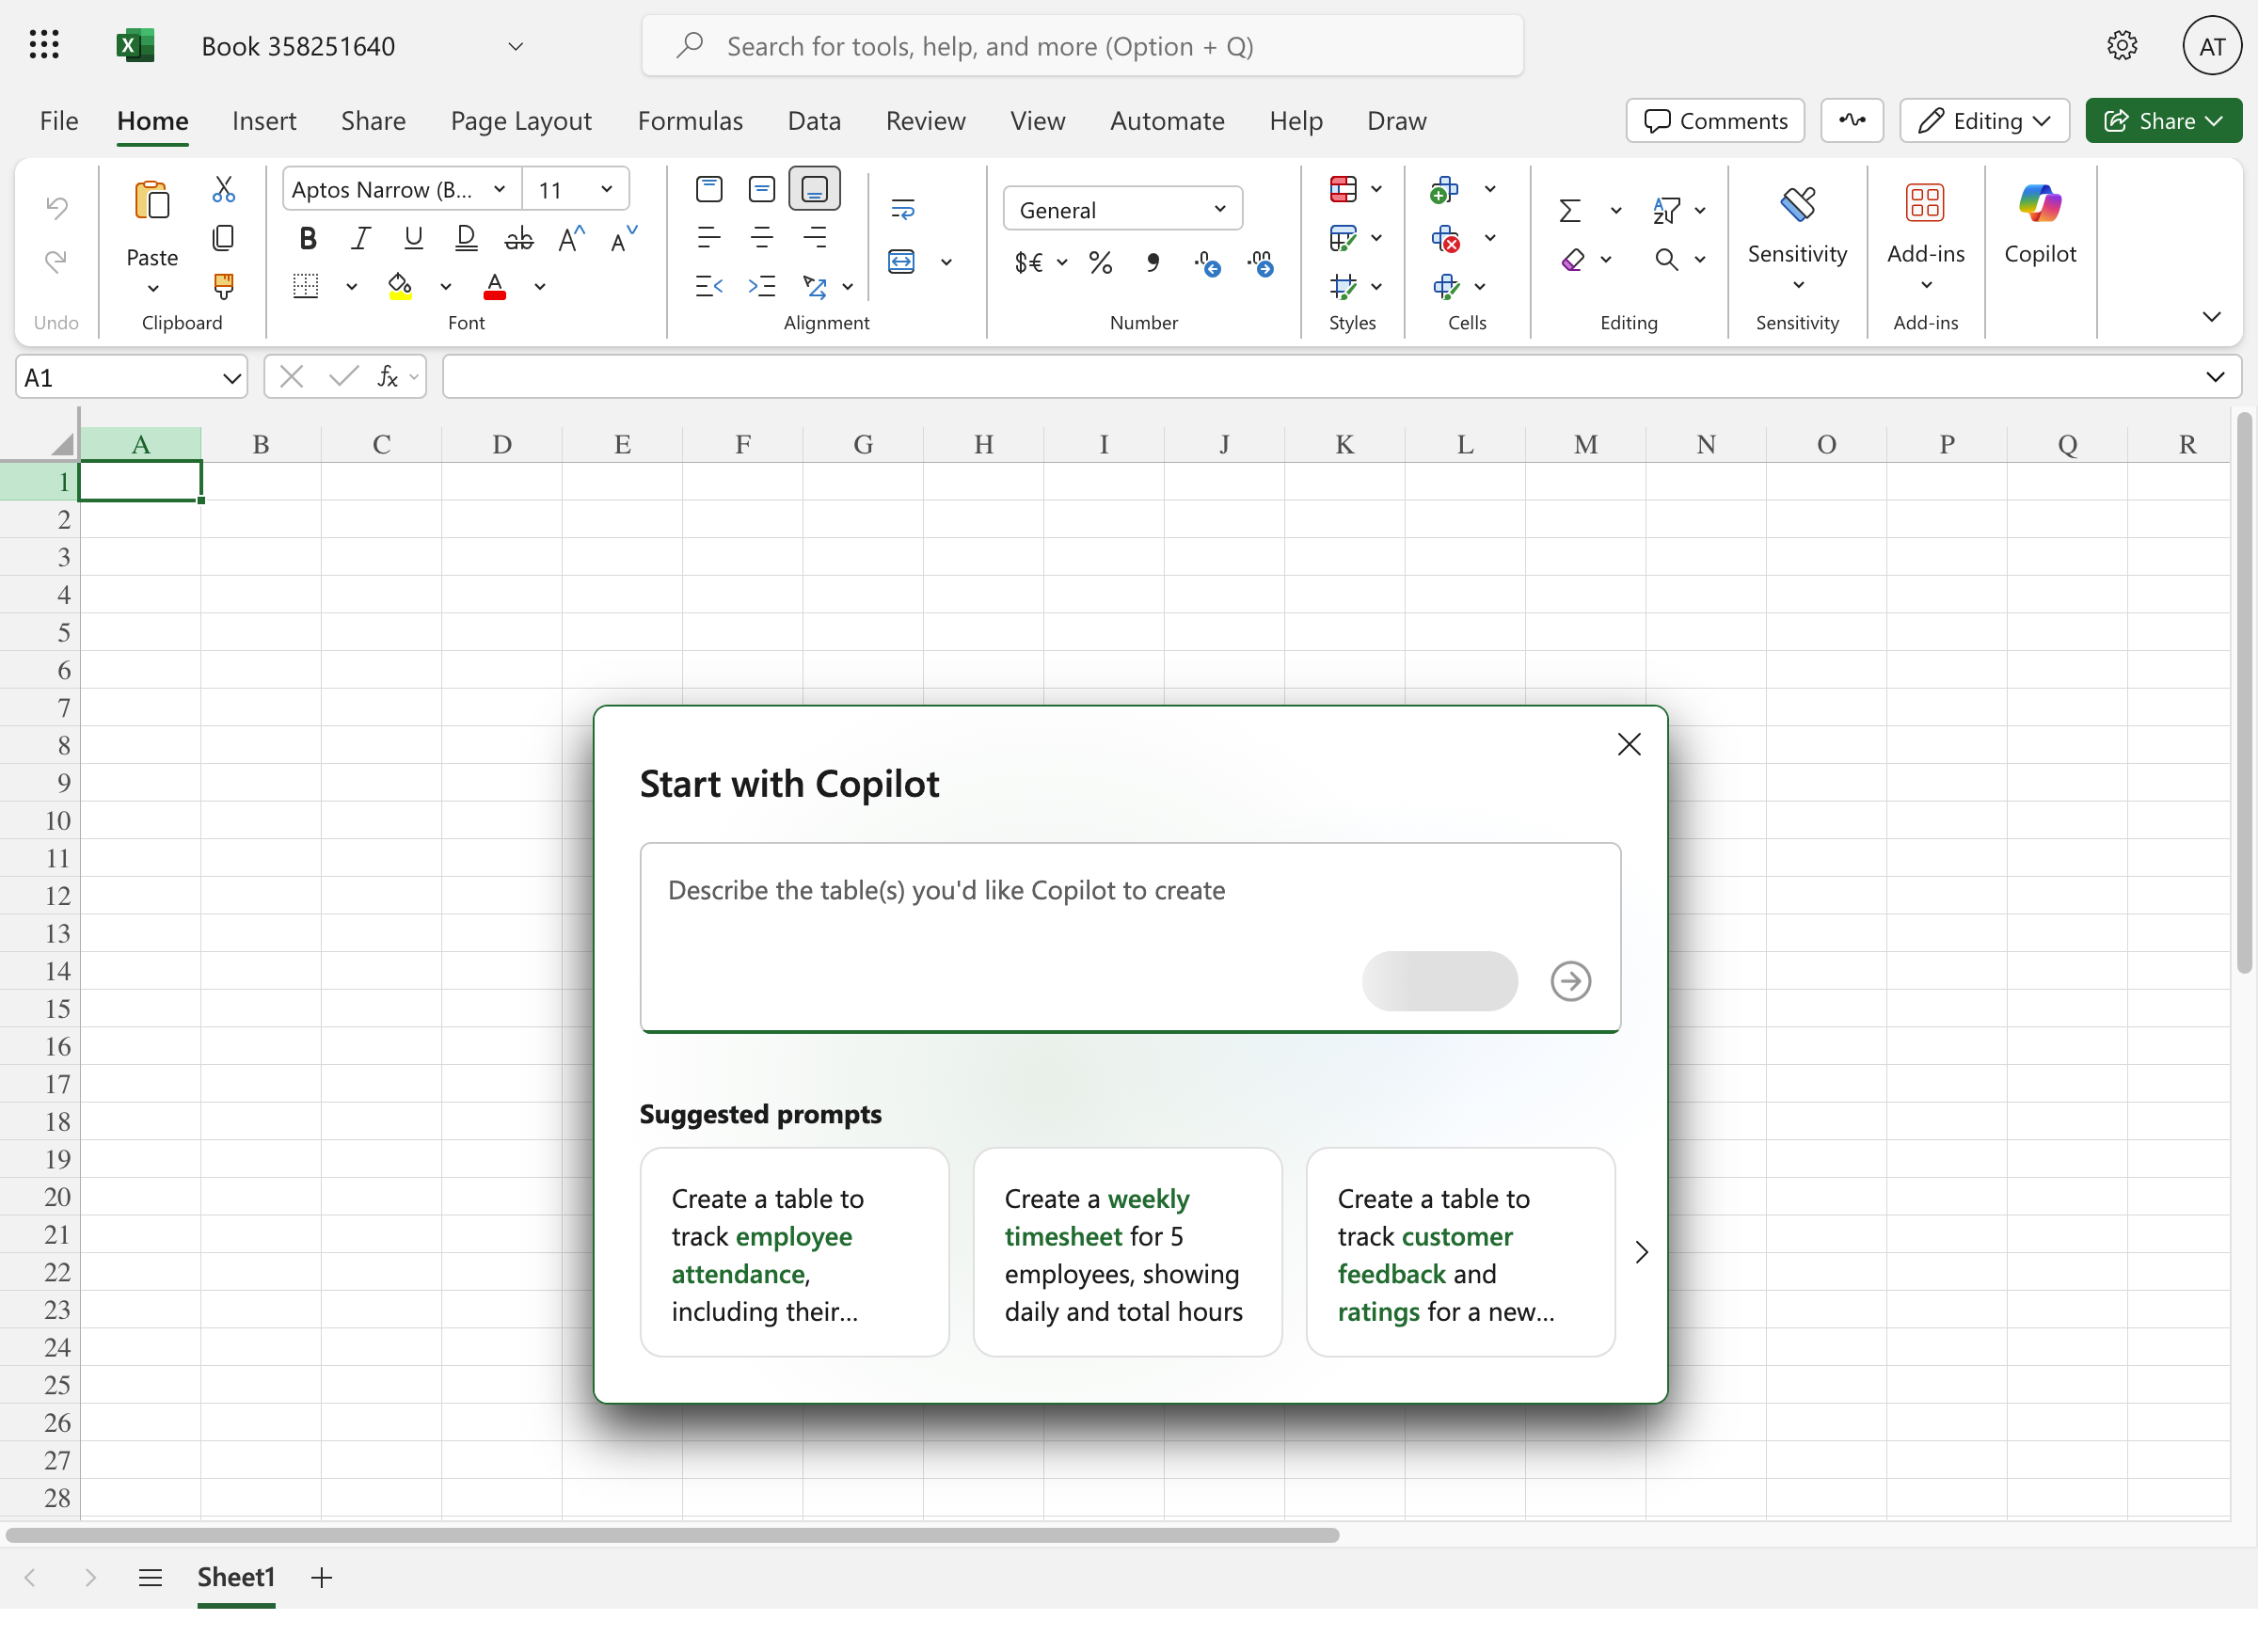 Book 358251640
Search for tools, help, and more (Option + Q)
AT
File Home Insert Share Page Layout Formulas Data Review View Automate Help Draw
Comments Editing Share
Aptos Narrow (B... 11
General
Paste
Sensitivity Add-ins Copilot
Undo Clipboard Font Alignment Number Styles Cells Editing Sensitivity Add-ins
A1 fx
A B C D E F G H I J K L M N O P Q R
1
2
3
4
5
6
7
8
9
10
11
12
13
14
15
16
17
18
19
20
21
22
23
24
25
26
27
28
Start with Copilot
Describe the table(s) you'd like Copilot to create
Suggested prompts
Create a table to
track employee
attendance,
including their...
Create a weekly
timesheet for 5
employees, showing
daily and total hours
Create a table to
track customer
feedback and
ratings for a new...
Sheet1